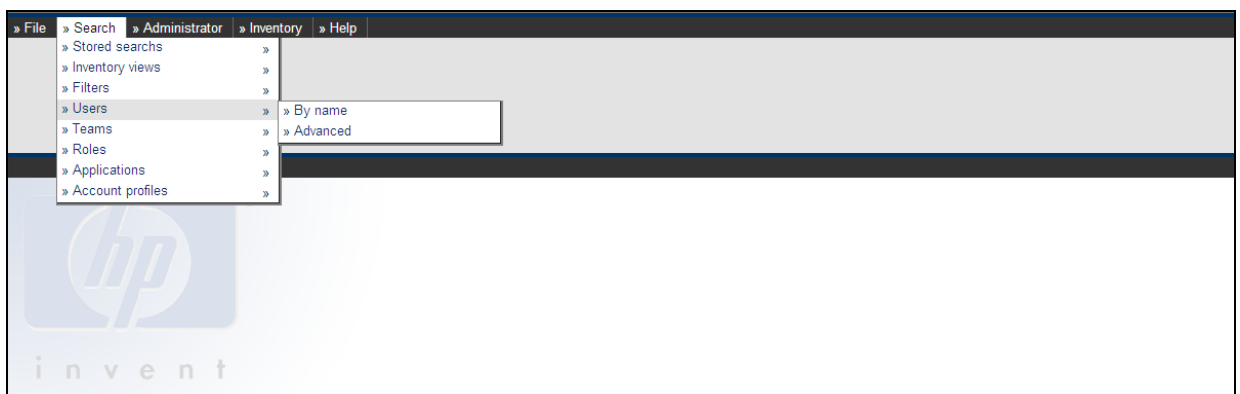 » File » Search » Administrator » Inventory » Help
» Stored searchs »
» Inventory views »
» Filters »
» Users » » By name
» Teams » » Advanced
» Roles »
» Applications »
» Account profiles »
hp
invent